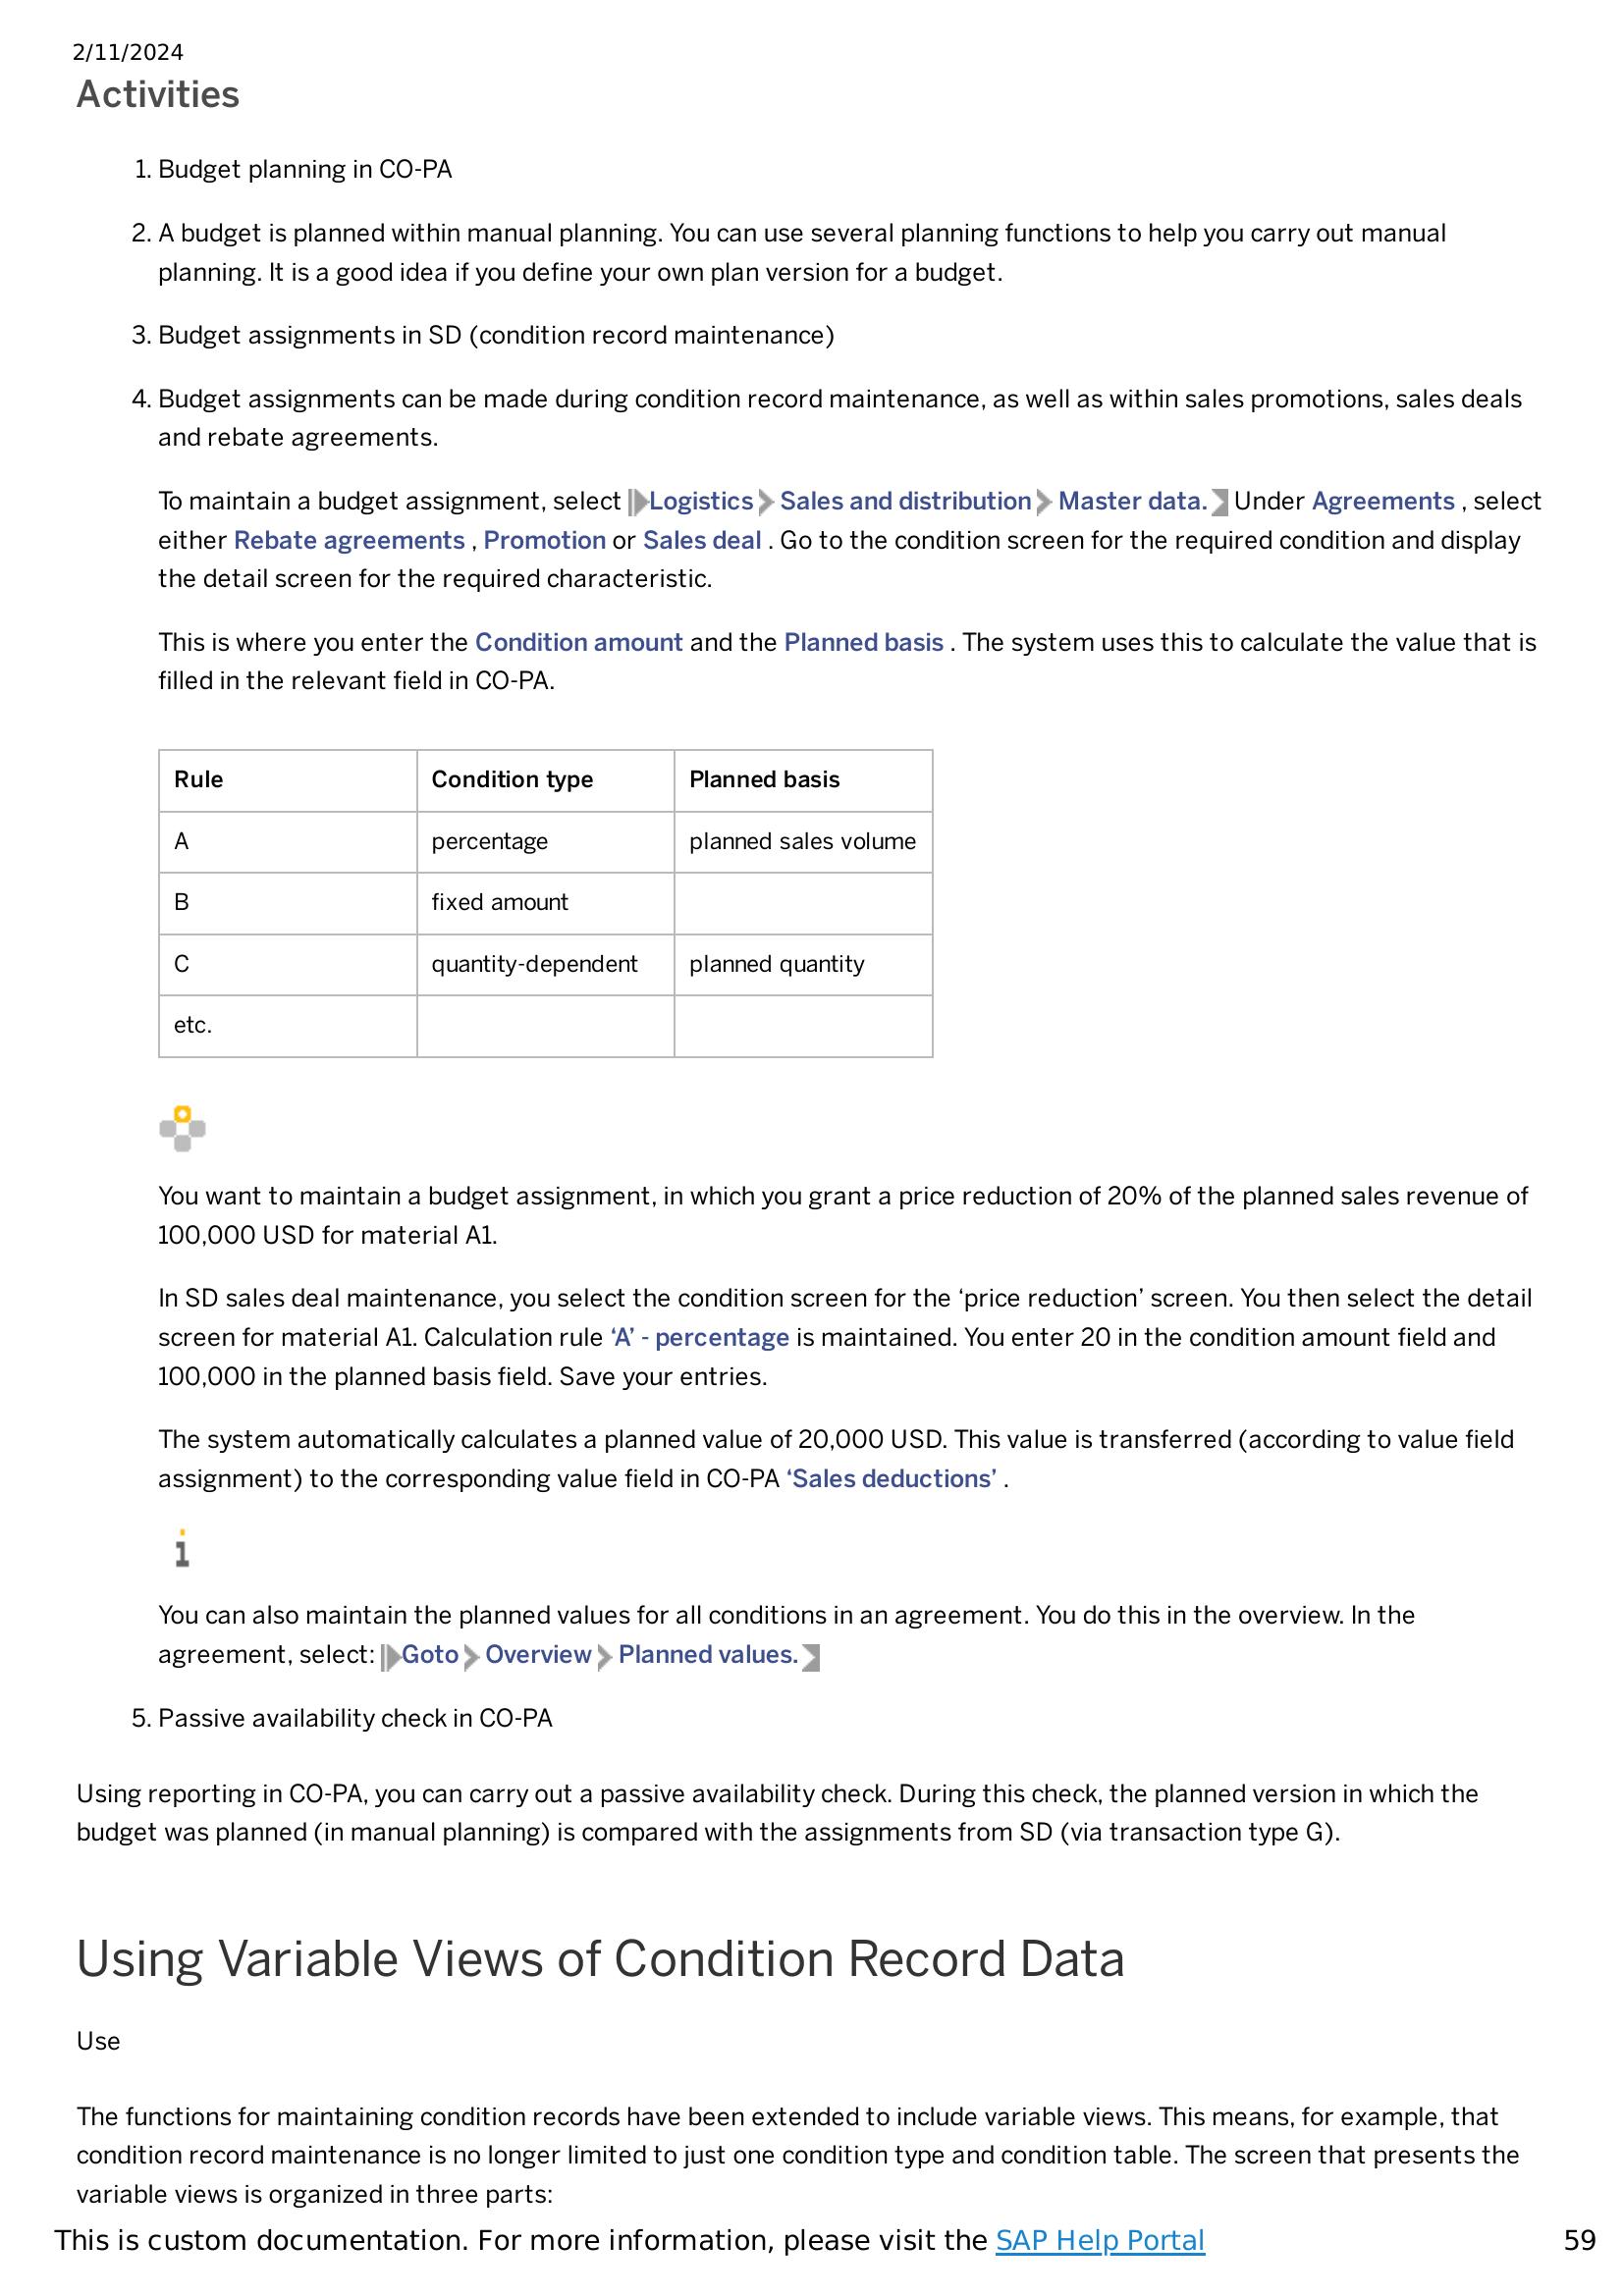 2/11/2024
Activities
1. Budget planning in CO-PA
2. A budget is planned within manual planning. You can use several planning functions to help you carry out manual
planning. It is a good idea if you define your own plan version for a budget.
3. Budget assignments in SD (condition record maintenance)
4. Budget assignments can be made during condition record maintenance, as well as within sales promotions, sales deals
and rebate agreements.
To maintain a budget assignment, select Logistics Sales and distribution Master data. Under Agreements , select
either Rebate agreements , Promotion or Sales deal . Go to the condition screen for the required condition and display
the detail screen for the required characteristic.
This is where you enter the Condition amount and the Planned basis . The system uses this to calculate the value that is
filled in the relevant field in CO-PA.
Rule Condition type Planned basis
A percentage planned sales volume
B fixed amount
C quantity-dependent planned quantity
etc.
You want to maintain a budget assignment, in which you grant a price reduction of 20% of the planned sales revenue of
100,000 USD for material A1.
In SD sales deal maintenance, you select the condition screen for the ‘price reduction’ screen. You then select the detail
screen for material A1. Calculation rule ‘A’ - percentage is maintained. You enter 20 in the condition amount field and
100,000 in the planned basis field. Save your entries.
The system automatically calculates a planned value of 20,000 USD. This value is transferred (according to value field
assignment) to the corresponding value field in CO-PA ‘Sales deductions’ .
You can also maintain the planned values for all conditions in an agreement. You do this in the overview. In the
agreement, select: Goto Overview Planned values.
5. Passive availability check in CO-PA
Using reporting in CO-PA, you can carry out a passive availability check. During this check, the planned version in which the
budget was planned (in manual planning) is compared with the assignments from SD (via transaction type G).
Using Variable Views of Condition Record Data
Use
The functions for maintaining condition records have been extended to include variable views. This means, for example, that
condition record maintenance is no longer limited to just one condition type and condition table. The screen that presents the
variable views is organized in three parts:
This is custom documentation. For more information, please visit the SAP Help Portal 59